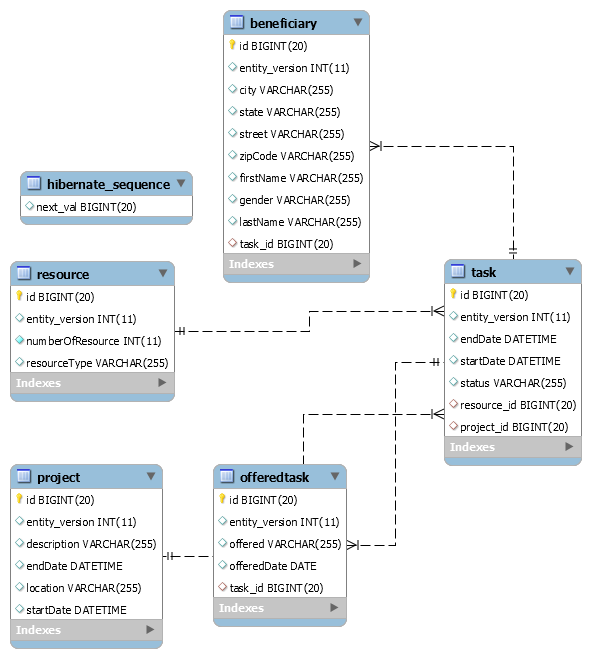 beneficiary
id BIGINT(20)
entity_version INT(11)
city VARCHAR(255)
state VARCHAR(255)
street VARCHAR(255)
zipCode VARCHAR(255)
firstName VARCHAR(255)
gender VARCHAR(255)
lastName VARCHAR(255)
task_id BIGINT(20)
Indexes
hibernate_sequence
next_val BIGINT(20)
resource
id BIGINT(20)
entity_version INT(11)
numberOfResource INT(11)
resourceType VARCHAR(255)
Indexes
task
id BIGINT(20)
entity_version INT(11)
endDate DATETIME
startDate DATETIME
status VARCHAR(255)
resource_id BIGINT(20)
project_id BIGINT(20)
Indexes
project
id BIGINT(20)
entity_version INT(11)
description VARCHAR(255)
endDate DATETIME
location VARCHAR(255)
startDate DATETIME
Indexes
offeredtask
id BIGINT(20)
entity_version INT(11)
offered VARCHAR(255)
offeredDate DATE
task_id BIGINT(20)
Indexes